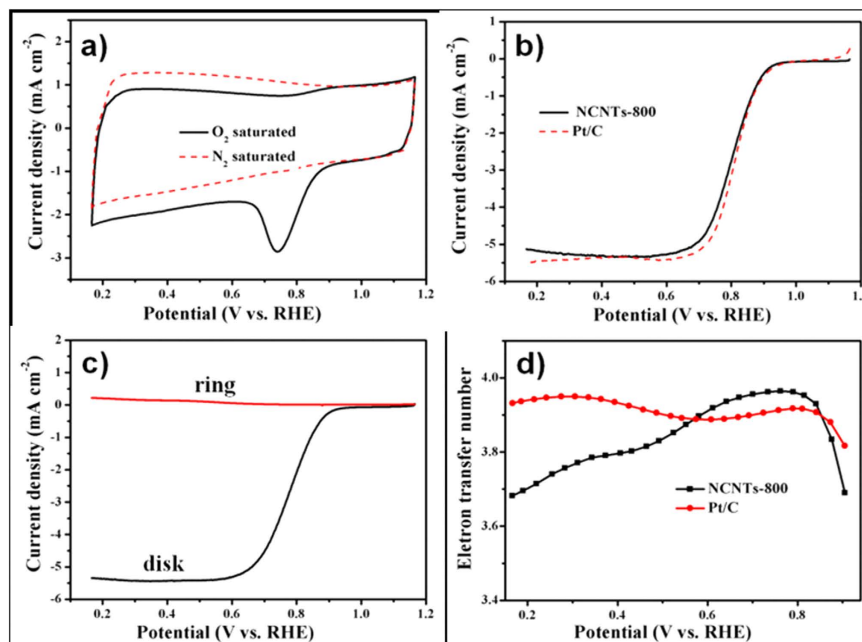 a)
Current density (mA cm⁻²)
3
2
1
0
-1
-2
-3
O₂ saturated
N₂ saturated
0.2 0.4 0.6 0.8 1.0 1.2
Potential (V vs. RHE)
b)
Current density (mA cm⁻²)
1
0
-1
-2
-3
-4
-5
-6
NCNTs-800
Pt/C
0.2 0.4 0.6 0.8 1.0 1.2
Potential (V vs. RHE)
c)
Current density (mA cm⁻²)
2
1
0
-1
-2
-3
-4
-5
-6
ring
disk
0.2 0.4 0.6 0.8 1.0 1.2
Potential (V vs. RHE)
d)
Eletron transfer number
4.0
3.8
3.6
3.4
NCNTs-800
Pt/C
0.2 0.4 0.6 0.8
Potential (V vs. RHE)